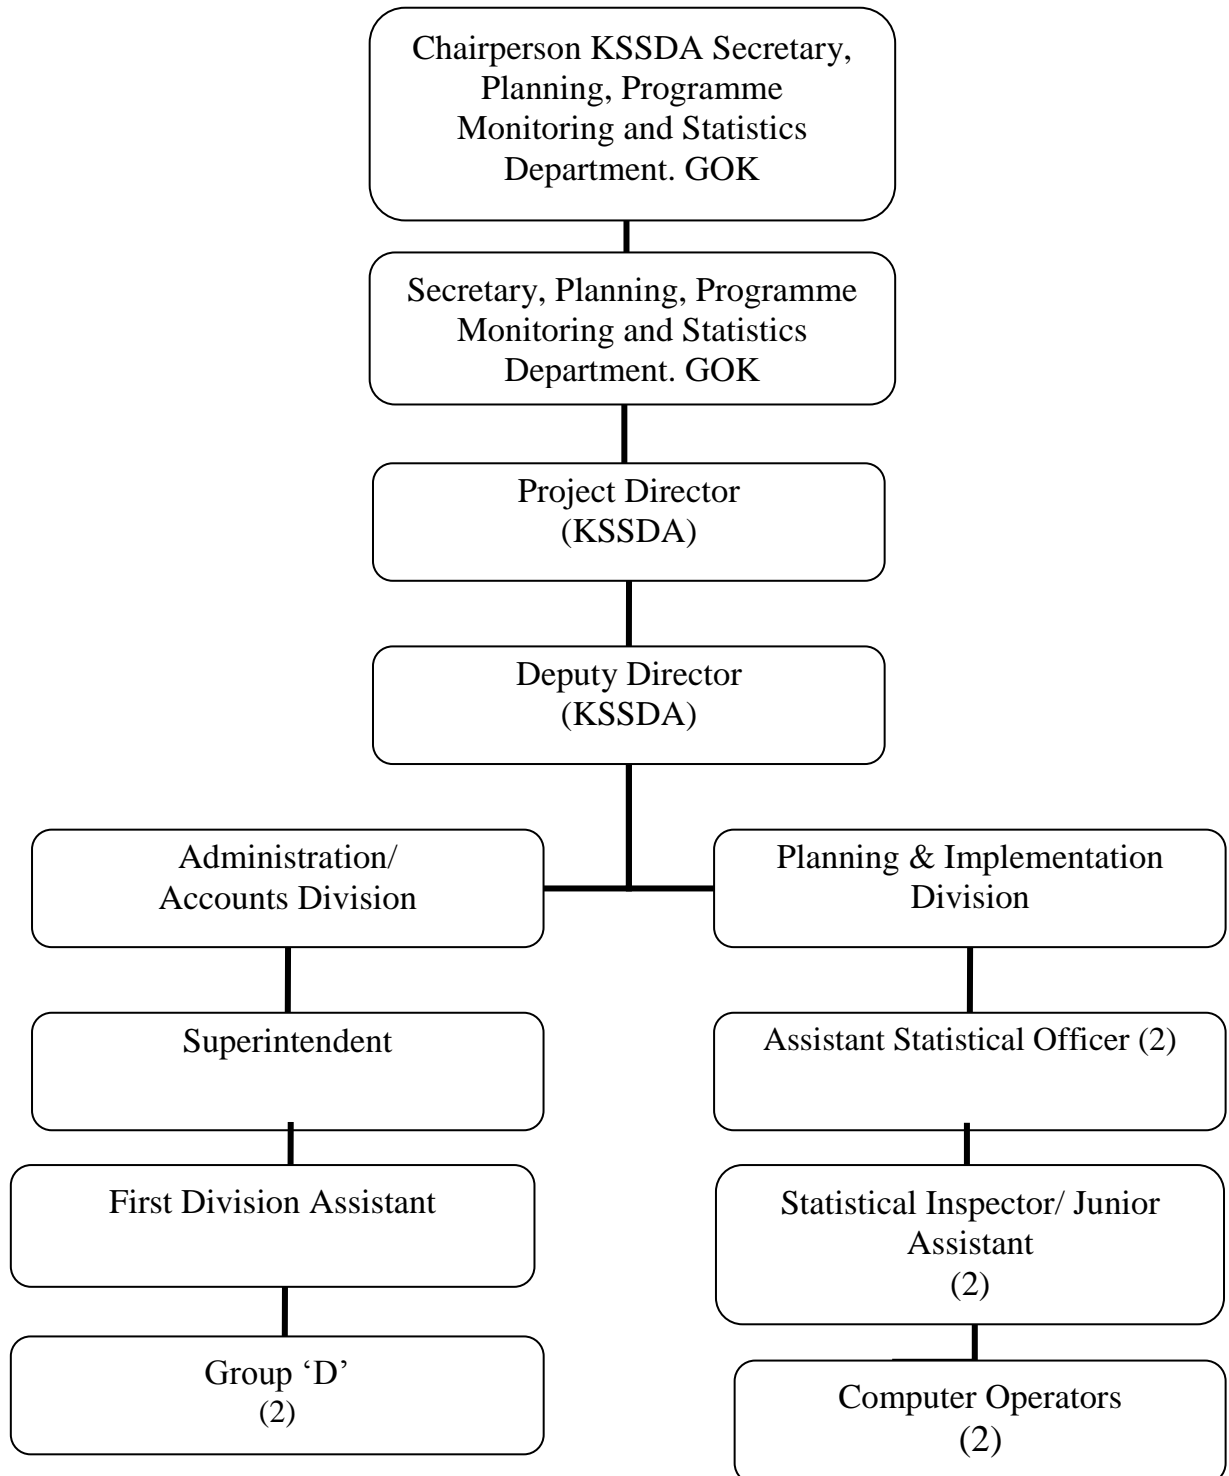 Chairperson KSSDA Secretary,
Planning, Programme
Monitoring and Statistics
Department. GOK
Secretary, Planning, Programme
Monitoring and Statistics
Department. GOK
Project Director
(KSSDA)
Deputy Director
(KSSDA)
Administration/
Accounts Division
Planning & Implementation
Division
Superintendent
Assistant Statistical Officer (2)
First Division Assistant
Statistical Inspector/ Junior
Assistant
(2)
Group ‘D’
(2)
Computer Operators
(2)